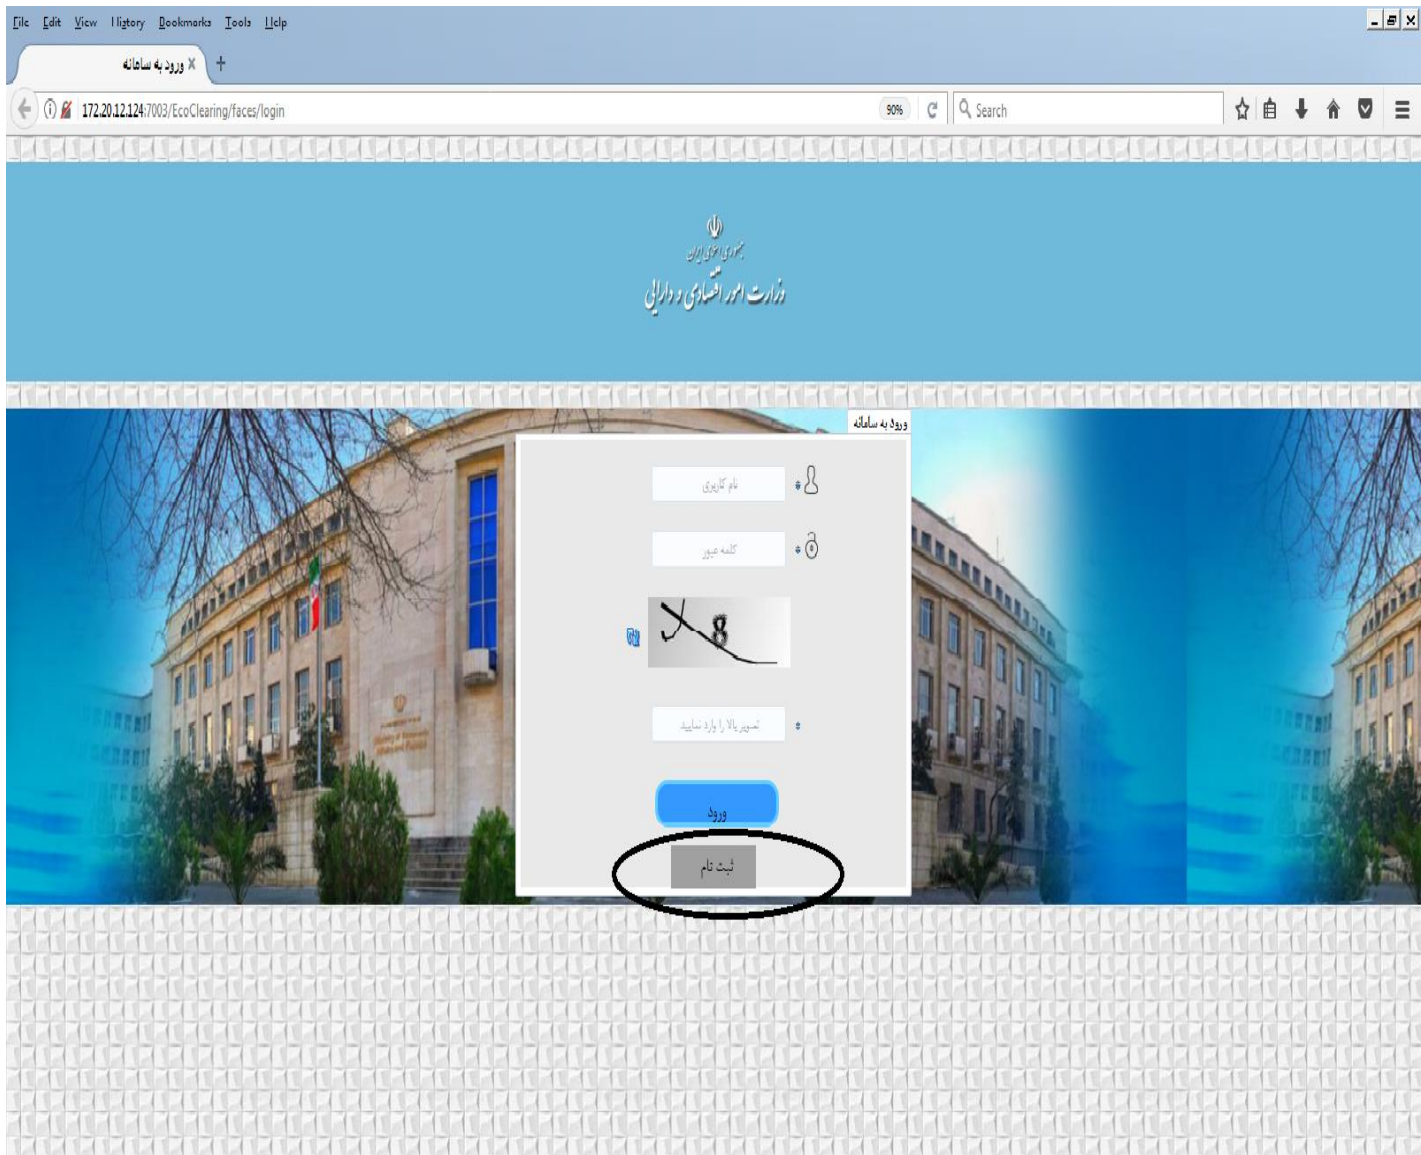 File Edit View History Bookmarks Tools Help
ورود به سامانه
172.20.12.124:7003/EcoClearing/faces/login
90%
Search
جمهوری اسلامی ایران
وزارت امور اقتصادی و دارایی
ورود به سامانه
نام کاربری
کلمه عبور
8
تصویر بالا را وارد نمایید
ورود
ثبت نام